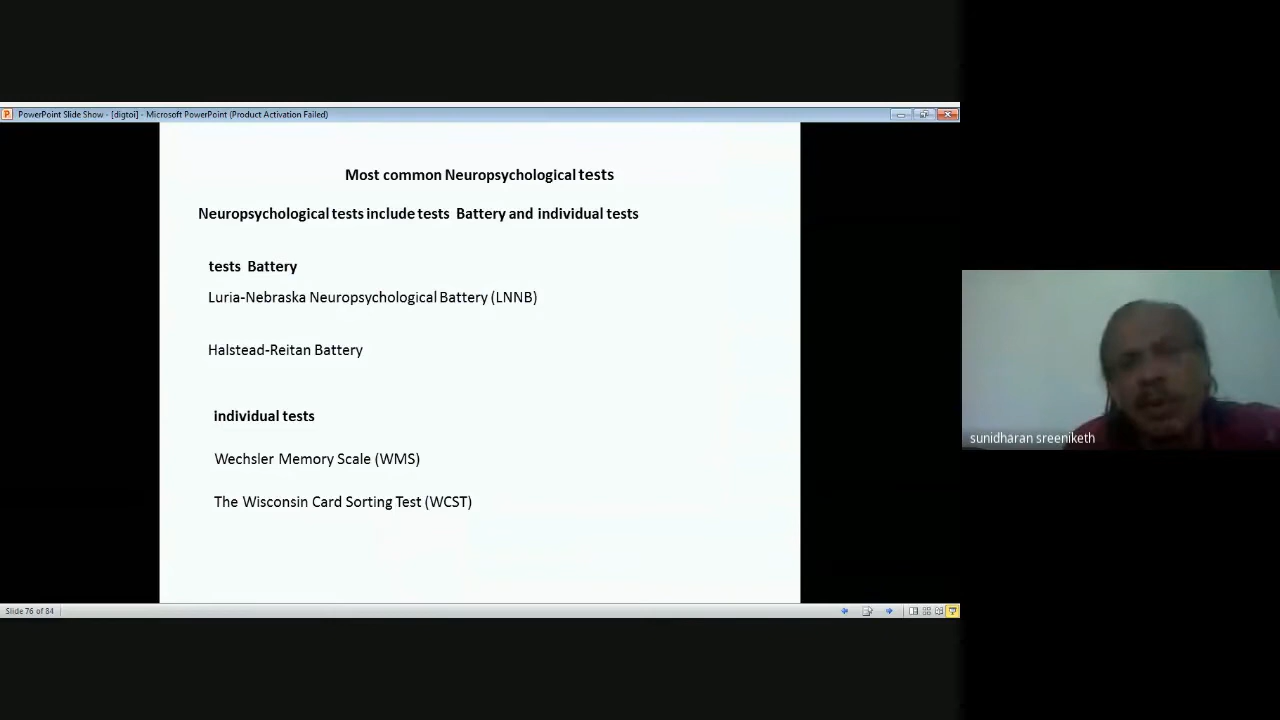 PowerPoint Slide Show - [digtoi] - Microsoft PowerPoint (Product Activation Failed)
Most common Neuropsychological tests
Neuropsychological tests include tests Battery and individual tests
tests Battery
Luria-Nebraska Neuropsychological Battery (LNNB)
Halstead-Reitan Battery
individual tests
Wechsler Memory Scale (WMS)
The Wisconsin Card Sorting Test (WCST)
sunidharan sreeniketh
Slide 76 of 84